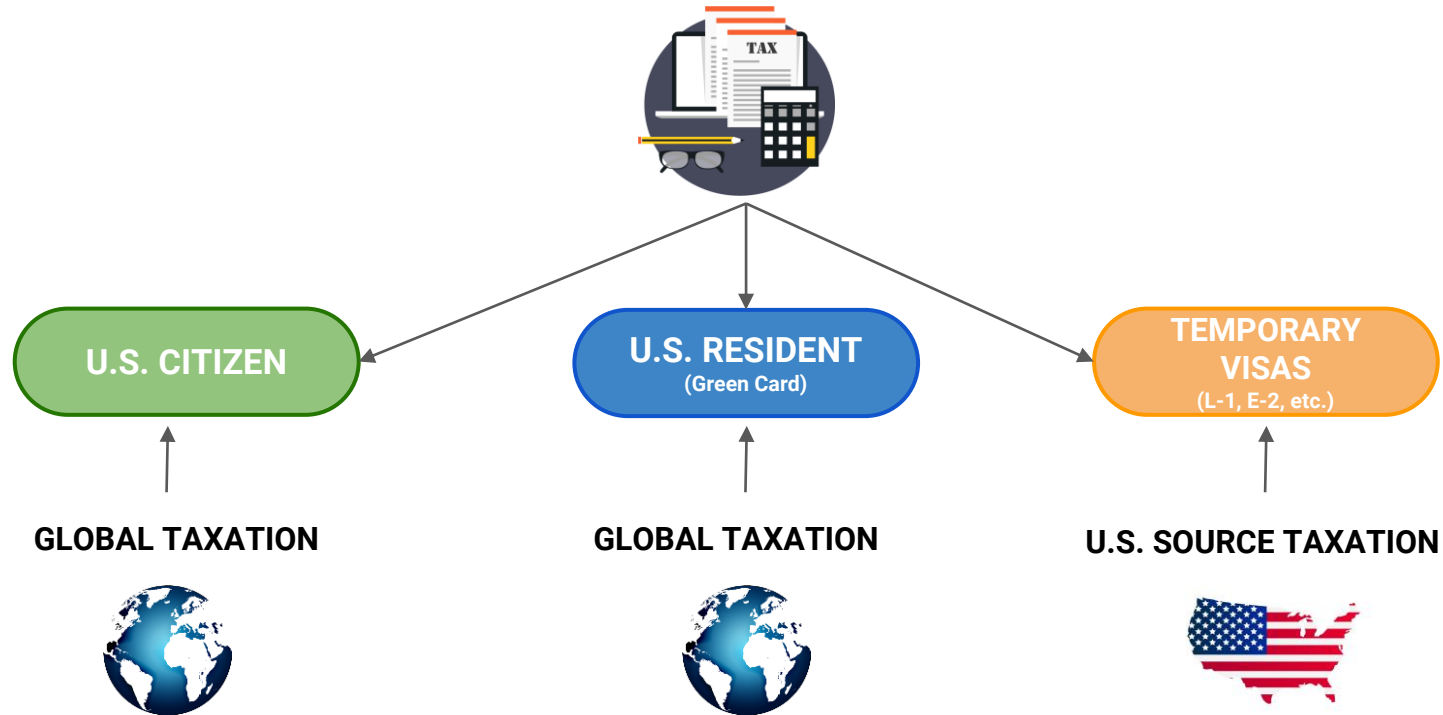 TAX
U.S. CITIZEN
U.S. RESIDENT
(Green Card)
TEMPORARY
VISAS
(L-1, E-2, etc.)
GLOBAL TAXATION
GLOBAL TAXATION
U.S. SOURCE TAXATION